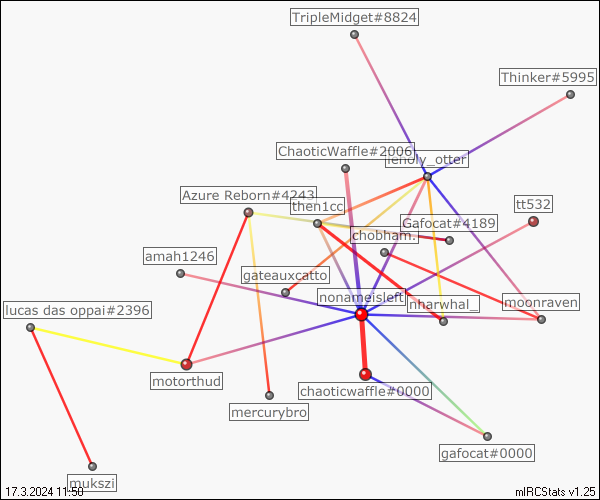 TripleMidget#8824
Thinker#5995
ChaoticWaffle#2006
lenoly_otter
Azure Reborn#4243
then1cc
tt532
Gafocat#4189
chobham.
amah1246
gateauxcatto
nonameisleft
nharwhal_
moonraven
lucas das oppai#2396
motorthud
chaoticwaffle#0000
mercurybro
gafocat#0000
mukszi
17.3.2024 11:50
mIRCStats v1.25